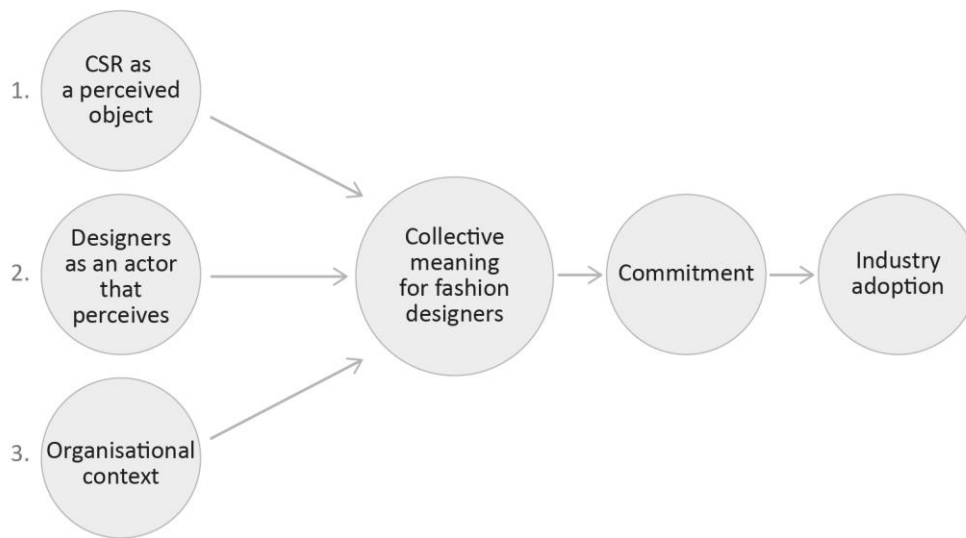 1.
CSR as
a perceived
object
2.
Designers
as an actor
that
perceives
3.
Organisational
context
Collective
meaning
for fashion
designers
Commitment
Industry
adoption